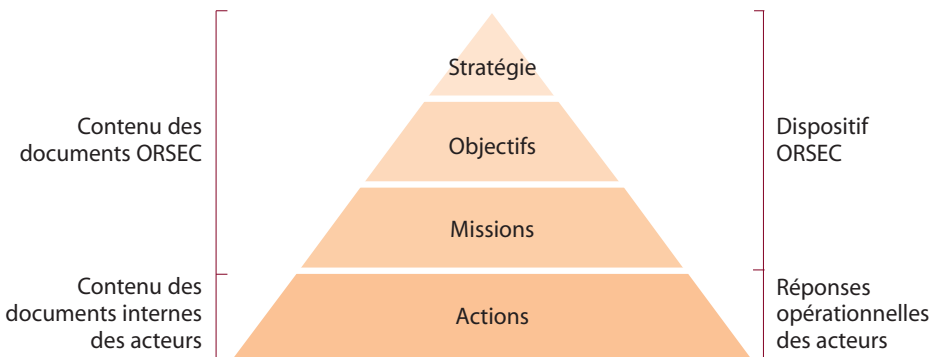 Stratégie
Contenu des
documents ORSEC
Objectifs
Dispositif
ORSEC
Missions
Contenu des
documents internes
des acteurs
Actions
Réponses
opérationnelles
des acteurs